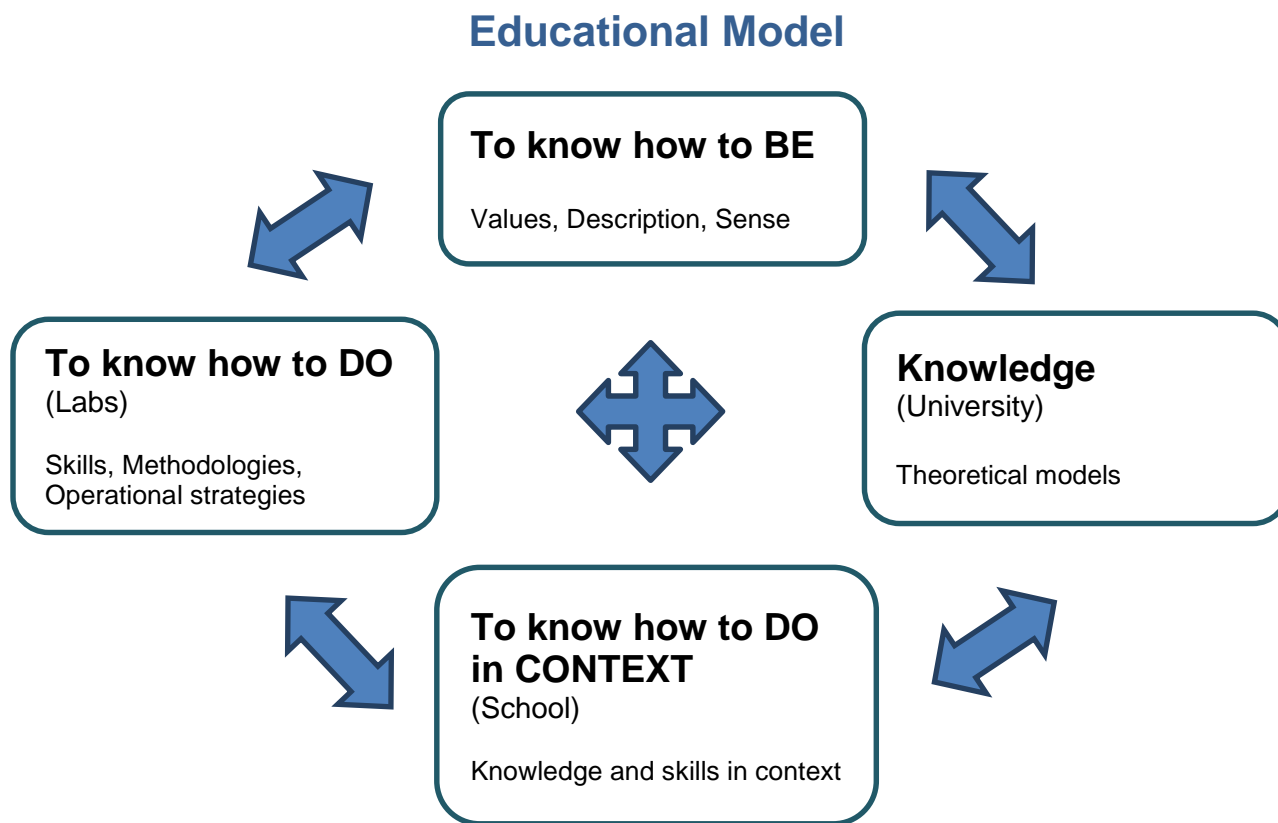 Educational Model
To know how to BE
Values, Description, Sense
To know how to DO
(Labs)
Skills, Methodologies,
Operational strategies
Knowledge
(University)
Theoretical models
To know how to DO
in CONTEXT
(School)
Knowledge and skills in context